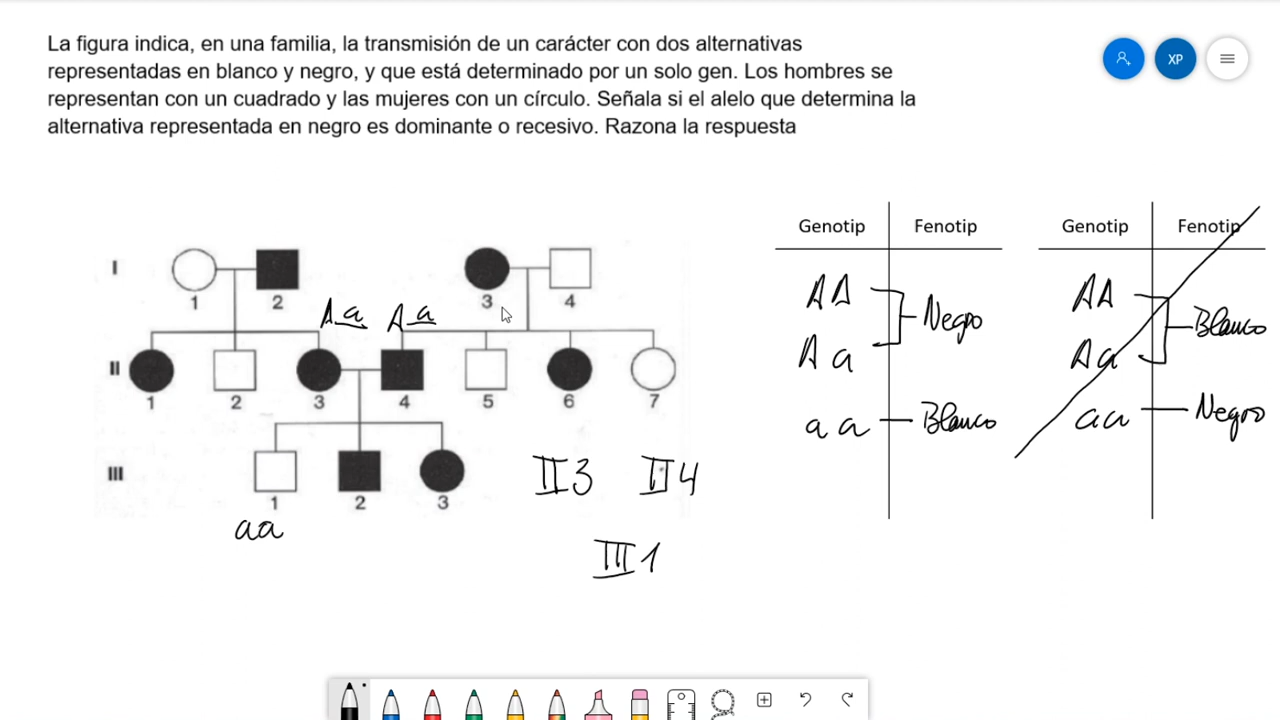 La figura indica, en una familia, la transmisión de un carácter con dos alternativas
representadas en blanco y negro, y que está determinado por un solo gen. Los hombres se
representan con un cuadrado y las mujeres con un círculo. Señala si el alelo que determina la
alternativa representada en negro es dominante o recesivo. Razona la respuesta
XP
Genotip Fenotip
AA
Aa
Negro
aa Blanco
Genotip Fenotip
AA
Aa
Blanco
aa Negro
I
1 2 3 4
Aa Aa
II
1 2 3 4 5 6 7
III
1 2 3
aa
II3 II4
III1